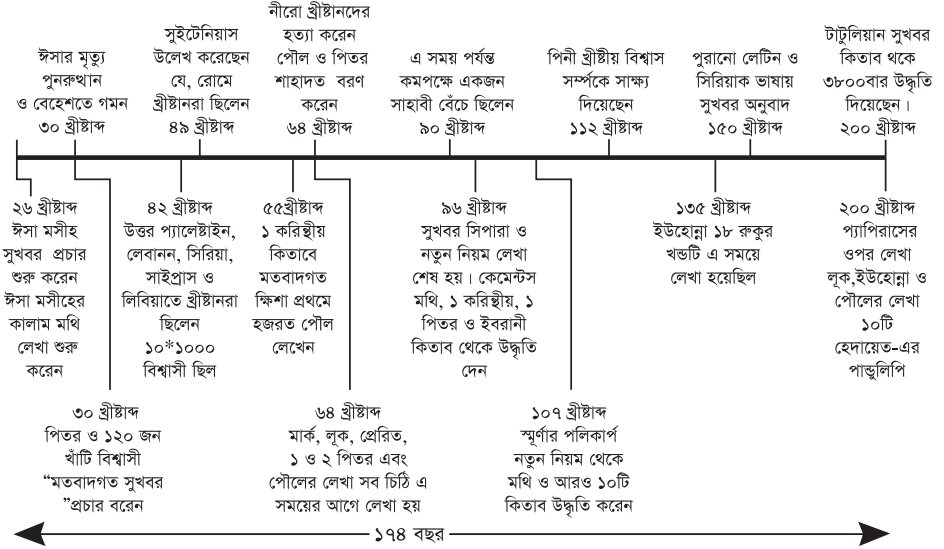 ঈসার মৃত্যু
পুনরুত্থান
ও বেহেশতে গমন
৩০ খ্রীষ্টাব্দ
সুইটেনিয়াস
উলেখ করেছেন
যে, রোমে
খ্রীষ্টানরা ছিলেন
৪৯ খ্রীষ্টাব্দ
নীরো খ্রীষ্টানদের
হত্যা করেন
পৌল ও পিতর
শাহাদত বরণ
করেন
৬৪ খ্রীষ্টাব্দ
এ সময় পর্যন্ত
কমপক্ষে একজন
সাহাবী বেঁচে ছিলেন
৯০ খ্রীষ্টাব্দ
পিনী খ্রীষ্টীয় বিশ্বাস
সর্ম্পকে সাক্ষ্য
দিয়েছেন
১১২ খ্রীষ্টাব্দ
পুরানো লেটিন ও
সিরিয়াক ভাষায়
সুখবর অনুবাদ
১৫০ খ্রীষ্টাব্দ
টাটুলিয়ান সুখবর
কিতাব থেকে
৩৮০০বার উদ্ধৃতি
দিয়েছেন।
২০০ খ্রীষ্টাব্দ
২৬ খ্রীষ্টাব্দ
ঈসা মসীহ
সুখবর প্রচার
শুরু করেন
ঈসা মসীহের
কালাম মথি
লেখা শুরু
করেন
৪২ খ্রীষ্টাব্দ
উত্তর প্যালেষ্টাইন,
লেবানন, সিরিয়া,
সাইপ্রাস ও
লিবিয়াতে খ্রীষ্টানরা
ছিলেন
১০*১০০০
বিশ্বাসী ছিল
৫৫খ্রীষ্টাব্দ
১ করিন্থীয়
কিতাবে
মতবাদগত
ক্ষিশা প্রথমে
হজরত পৌল
লেখেন
৯৬ খ্রীষ্টাব্দ
সুখবর সিপারা ও
নতুন নিয়ম লেখা
শেষ হয়। কেমেন্টস
মথি, ১ করিন্থীয়, ১
পিতর ও ইবরানী
কিতাব থেকে উদ্ধৃতি
দেন
১৩৫ খ্রীষ্টাব্দ
ইউহোন্না ১৮ রুকুর
খন্ডটি এ সময়ে
লেখা হয়েছিল
২০০ খ্রীষ্টাব্দ
প্যাপিরাসের
ওপর লেখা
লূক,ইউহোন্না ও
পৌলের লেখা
১০টি
হেদায়েত-এর
পান্ডুলিপি
৩০ খ্রীষ্টাব্দ
পিতর ও ১২০ জন
খাঁটি বিশ্বাসী
“মতবাদগত সুখবর
”প্রচার বরেন
৬৪ খ্রীষ্টাব্দ
মার্ক, লূক, প্রেরিত,
১ ও ২ পিতর এবং
পৌলের লেখা সব চিঠি এ
সময়ের আগে লেখা হয়
১০৭ খ্রীষ্টাব্দ
স্মূর্ণার পলিকার্প
নতুন নিয়ম থেকে
মথি ও আরও ১০টি
কিতাব উদ্ধৃতি করেন
১৭৪ বছর